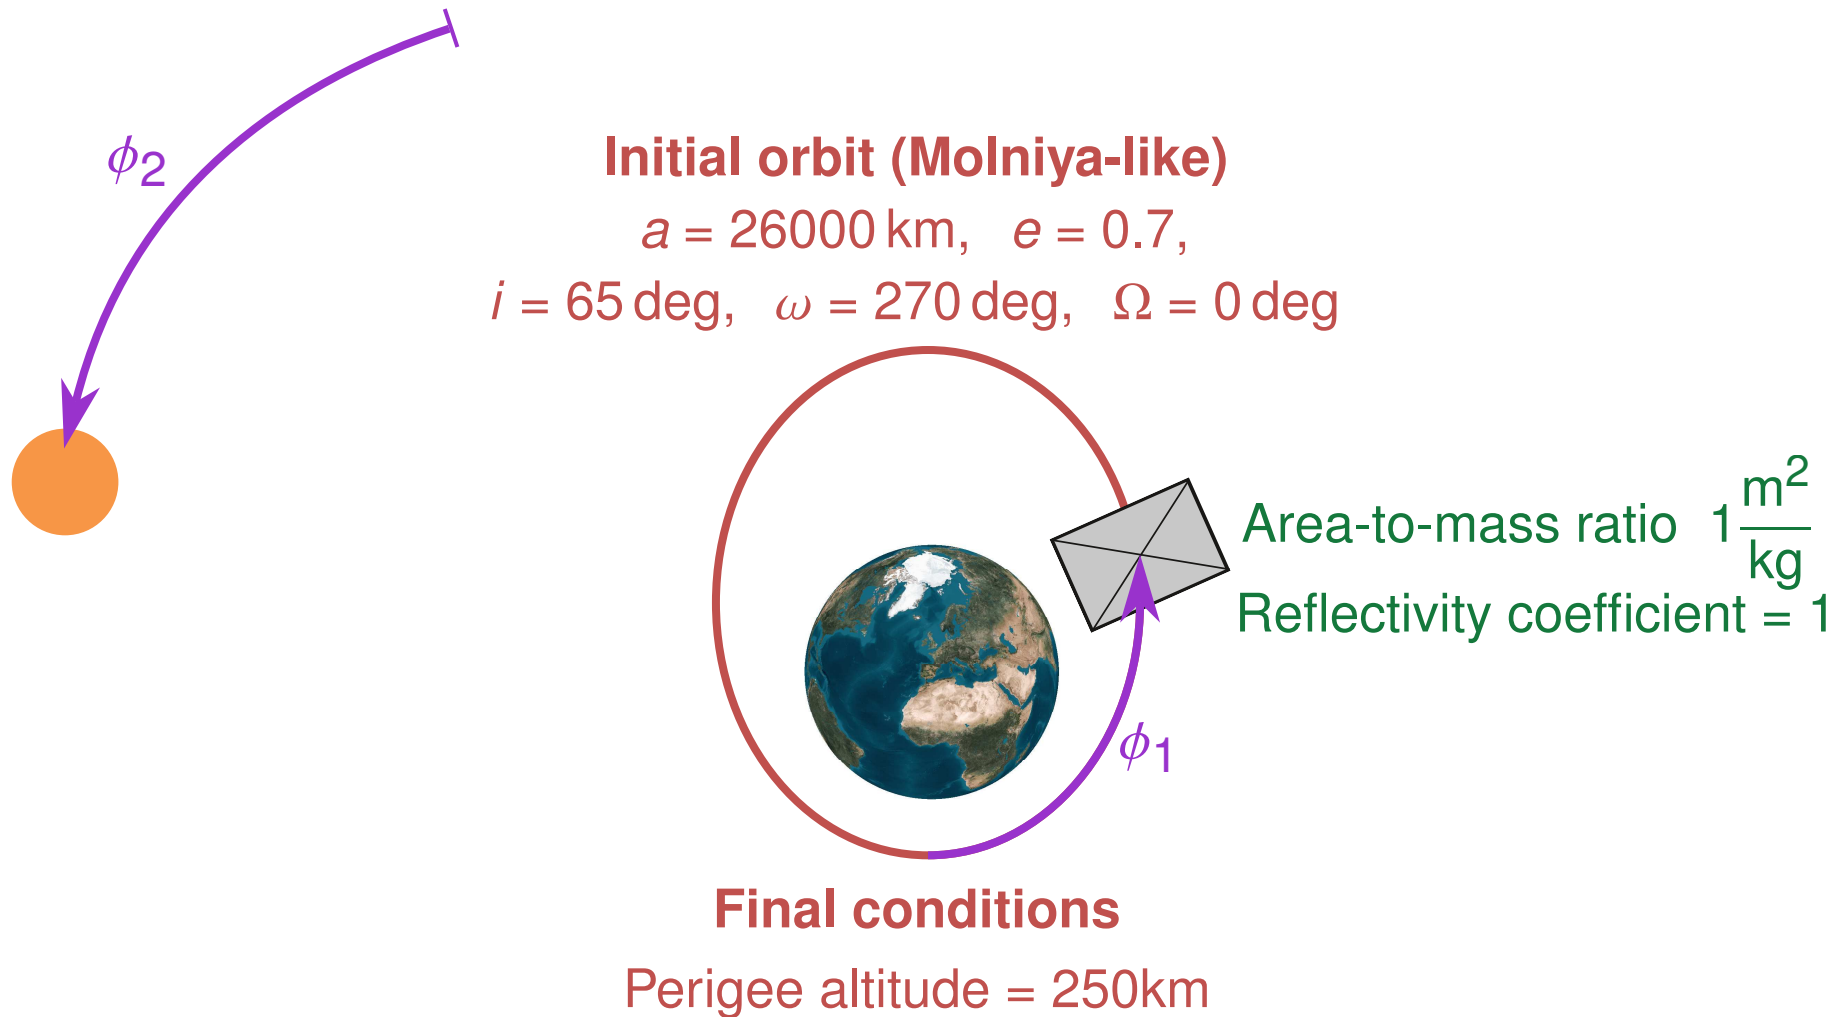 ϕ2
Initial orbit (Molniya-like)
a = 26000 km, e = 0.7,
i = 65 deg, ω = 270 deg, Ω = 0 deg
Area-to-mass ratio 1 m²/kg
Reflectivity coefficient = 1
ϕ1
Final conditions
Perigee altitude = 250km